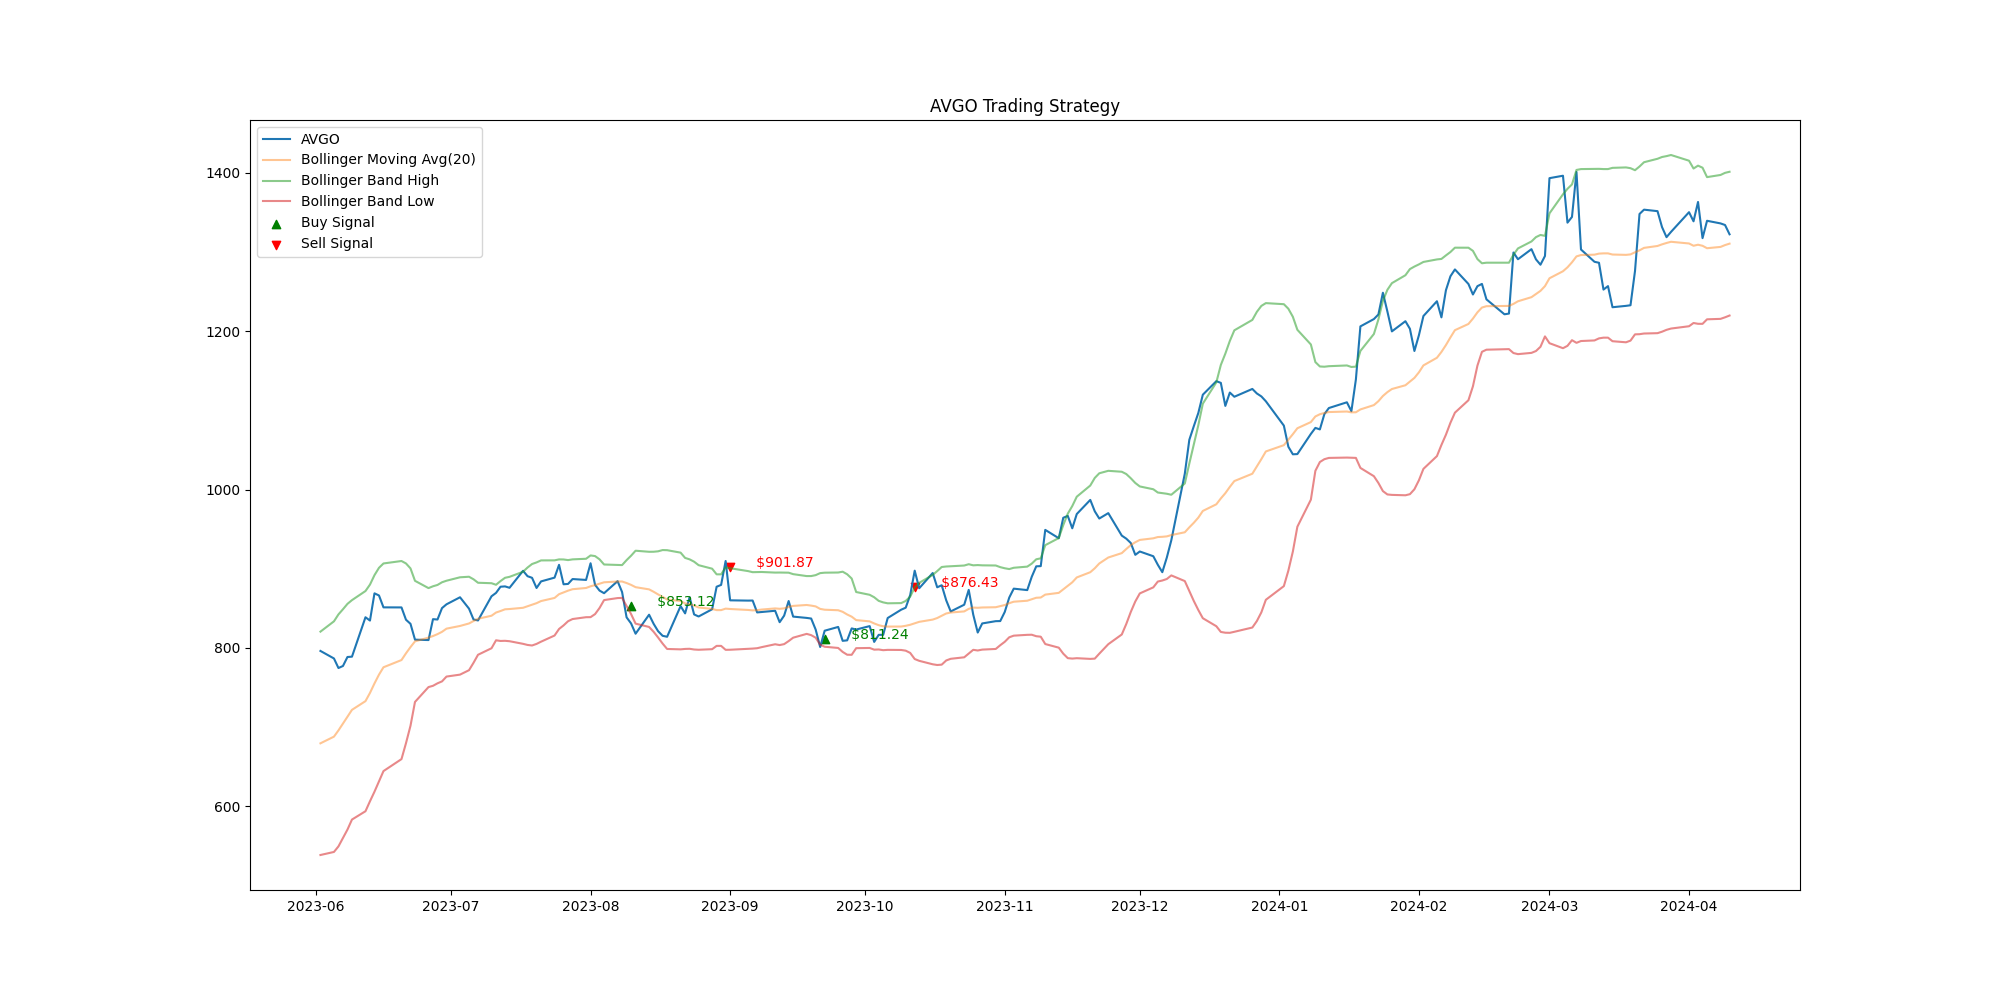 AVGO Trading Strategy
AVGO
Bollinger Moving Avg(20)
Bollinger Band High
Bollinger Band Low
Buy Signal
Sell Signal
1400
1200
1000
800
600
$901.87
$876.43
$853.12
$811.24
2023-06 2023-07 2023-08 2023-09 2023-10 2023-11 2023-12 2024-01 2024-02 2024-03 2024-04